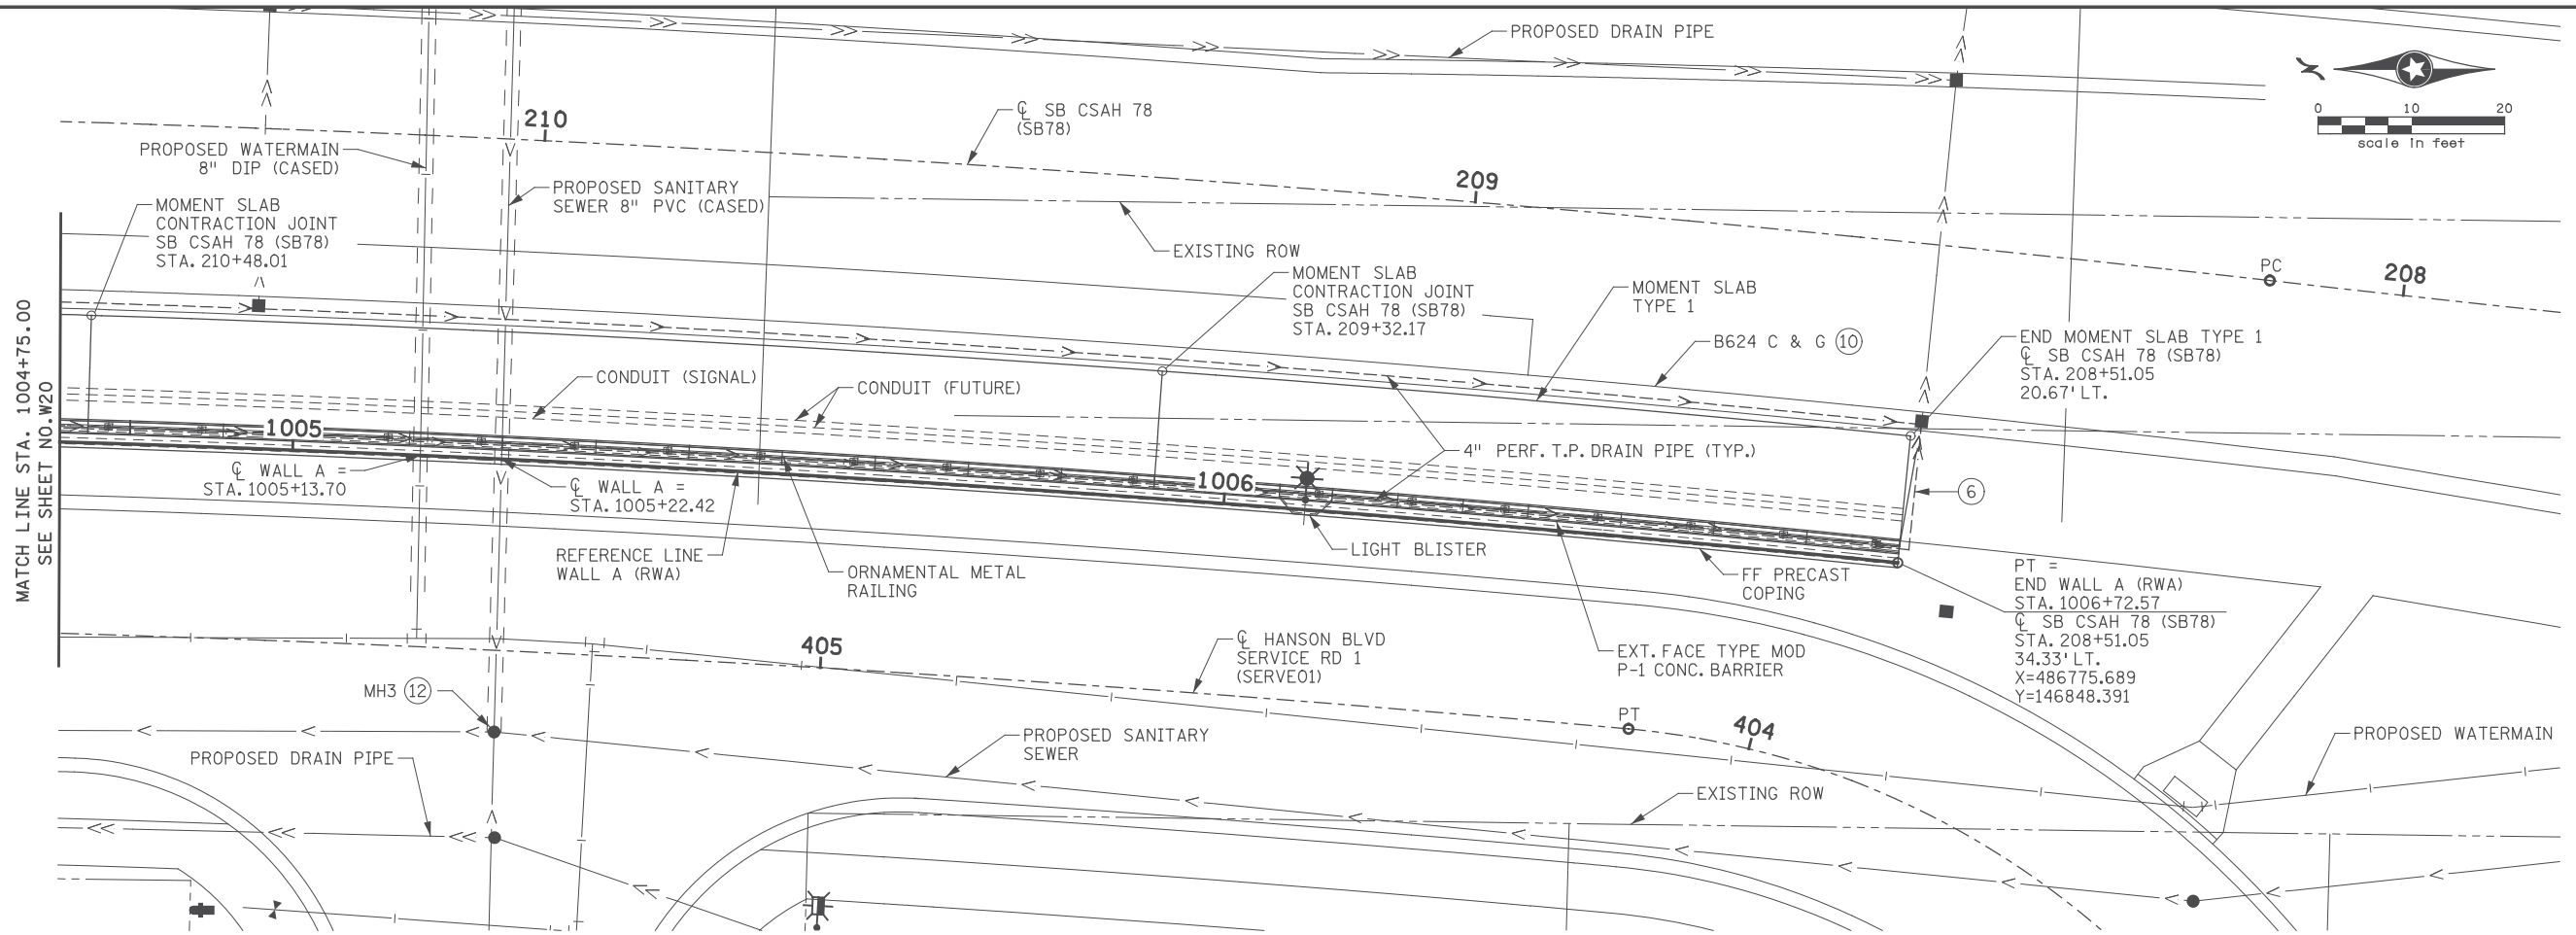 PROPOSED DRAIN PIPE
0 10 20
scale in feet
210
℄ SB CSAH 78
(SB78)
PROPOSED WATERMAIN
8" DIP (CASED)
PROPOSED SANITARY
SEWER 8" PVC (CASED)
209
MOMENT SLAB
CONTRACTION JOINT
SB CSAH 78 (SB78)
STA. 210+48.01
EXISTING ROW
MOMENT SLAB
CONTRACTION JOINT
SB CSAH 78 (SB78)
STA. 209+32.17
MOMENT SLAB
TYPE 1
PC
208
B624 C & G 10
END MOMENT SLAB TYPE 1
℄ SB CSAH 78 (SB78)
STA. 208+51.05
20.67' LT.
MATCH LINE STA. 1004+75.00
SEE SHEET NO. W20
CONDUIT (SIGNAL)
CONDUIT (FUTURE)
1005
4" PERF. T.P. DRAIN PIPE (TYP.)
℄ WALL A =
STA. 1005+13.70
℄ WALL A =
STA. 1005+22.42
1006
6
REFERENCE LINE
WALL A (RWA)
ORNAMENTAL METAL
RAILING
LIGHT BLISTER
FF PRECAST
COPING
PT =
END WALL A (RWA)
STA. 1006+72.57
℄ SB CSAH 78 (SB78)
STA. 208+51.05
34.33' LT.
X=486775.689
Y=146848.391
405
℄ HANSON BLVD
SERVICE RD 1
(SERVE01)
EXT. FACE TYPE MOD
P-1 CONC. BARRIER
MH3 12
PT
404
PROPOSED DRAIN PIPE
PROPOSED SANITARY
SEWER
PROPOSED WATERMAIN
EXISTING ROW